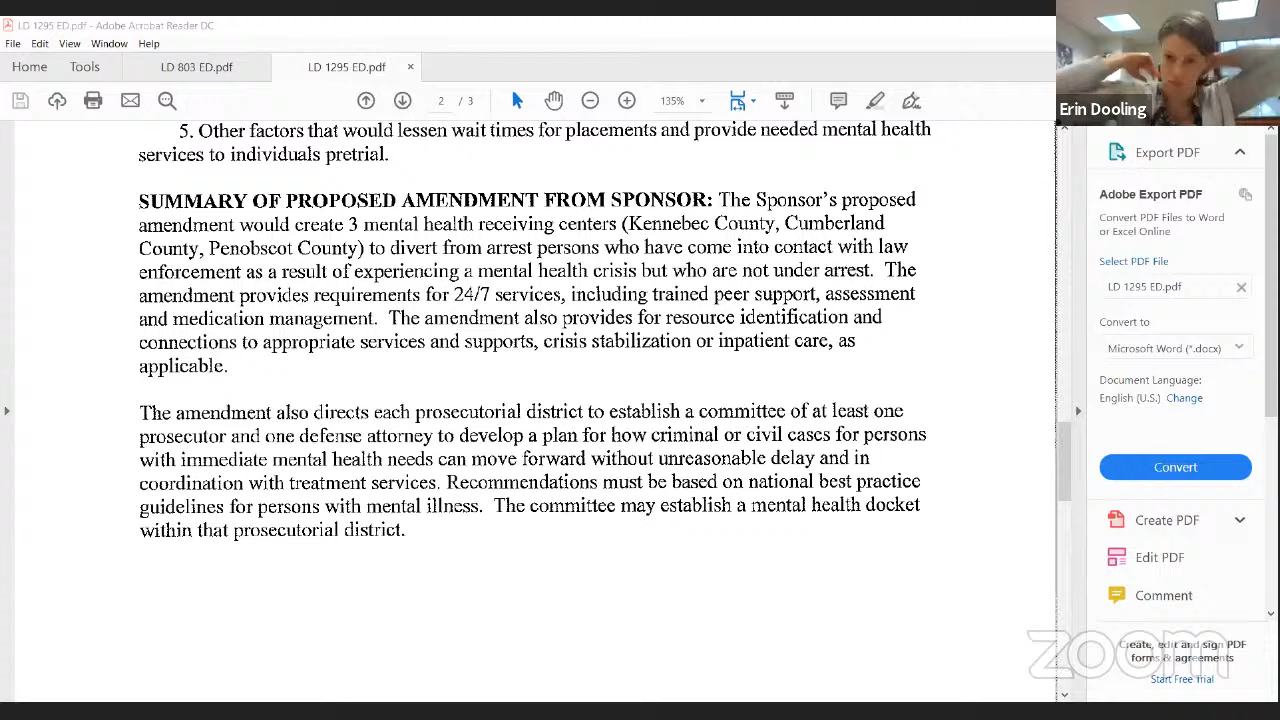 LD 1295 ED.pdf - Adobe Acrobat Reader DC
File Edit View Window Help
Home Tools LD 803 ED.pdf LD 1295 ED.pdf ×
2 / 3 135%
Erin Dooling
5. Other factors that would lessen wait times for placements and provide needed mental health
services to individuals pretrial.
SUMMARY OF PROPOSED AMENDMENT FROM SPONSOR: The Sponsor's proposed
amendment would create 3 mental health receiving centers (Kennebec County, Cumberland
County, Penobscot County) to divert from arrest persons who have come into contact with law
enforcement as a result of experiencing a mental health crisis but who are not under arrest. The
amendment provides requirements for 24/7 services, including trained peer support, assessment
and medication management. The amendment also provides for resource identification and
connections to appropriate services and supports, crisis stabilization or inpatient care, as
applicable.
The amendment also directs each prosecutorial district to establish a committee of at least one
prosecutor and one defense attorney to develop a plan for how criminal or civil cases for persons
with immediate mental health needs can move forward without unreasonable delay and in
coordination with treatment services. Recommendations must be based on national best practice
guidelines for persons with mental illness. The committee may establish a mental health docket
within that prosecutorial district.
Export PDF
Adobe Export PDF
Convert PDF Files to Word
or Excel Online
Select PDF File
LD 1295 ED.pdf
Convert to
Microsoft Word (*.docx)
Document Language:
English (U.S.) Change
Convert
Create PDF
Edit PDF
Comment
Create, edit and sign PDF
forms & agreements
Start Free Trial
zoom